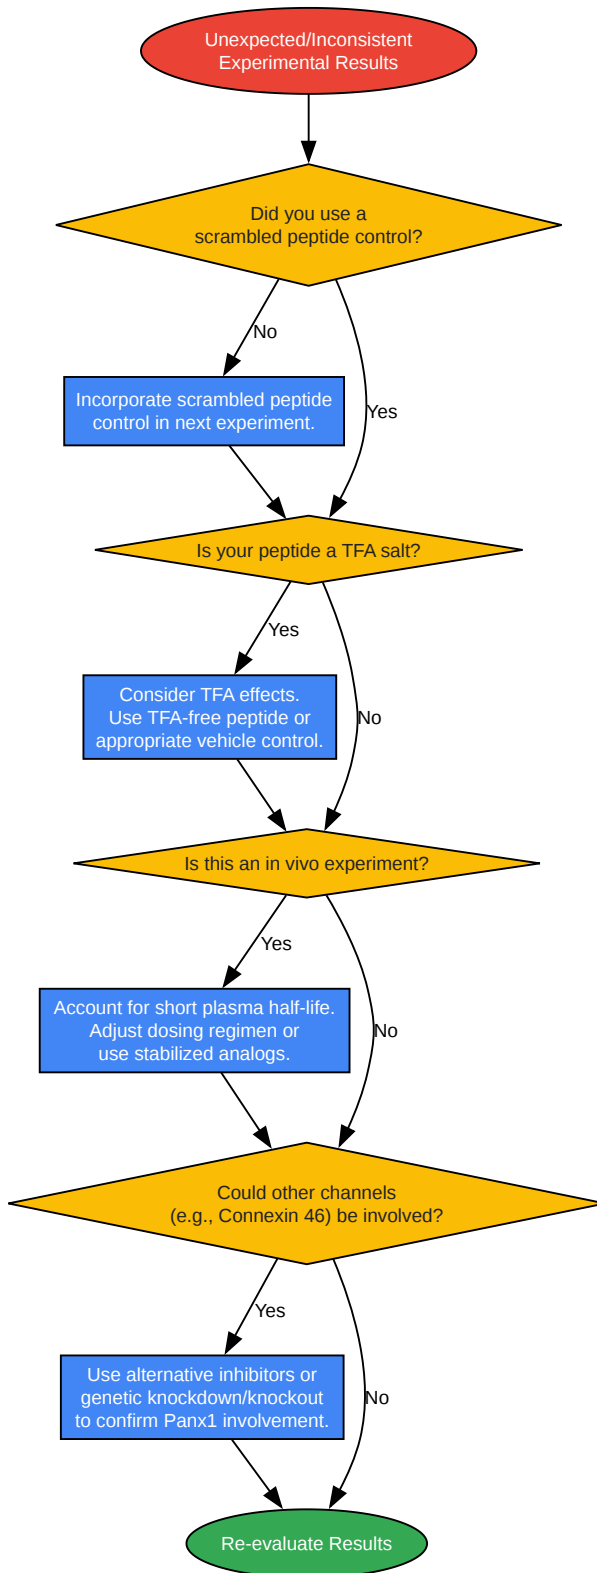 Unexpected/Inconsistent
Experimental Results
Did you use a
scrambled peptide control?
No
Incorporate scrambled peptide
control in next experiment.
Yes
Is your peptide a TFA salt?
Yes
Consider TFA effects.
Use TFA-free peptide or
appropriate vehicle control.
No
Is this an in vivo experiment?
Yes
Account for short plasma half-life.
Adjust dosing regimen or
use stabilized analogs.
No
Could other channels
(e.g., Connexin 46) be involved?
Yes
Use alternative inhibitors or
genetic knockdown/knockout
to confirm Panx1 involvement.
No
Re-evaluate Results